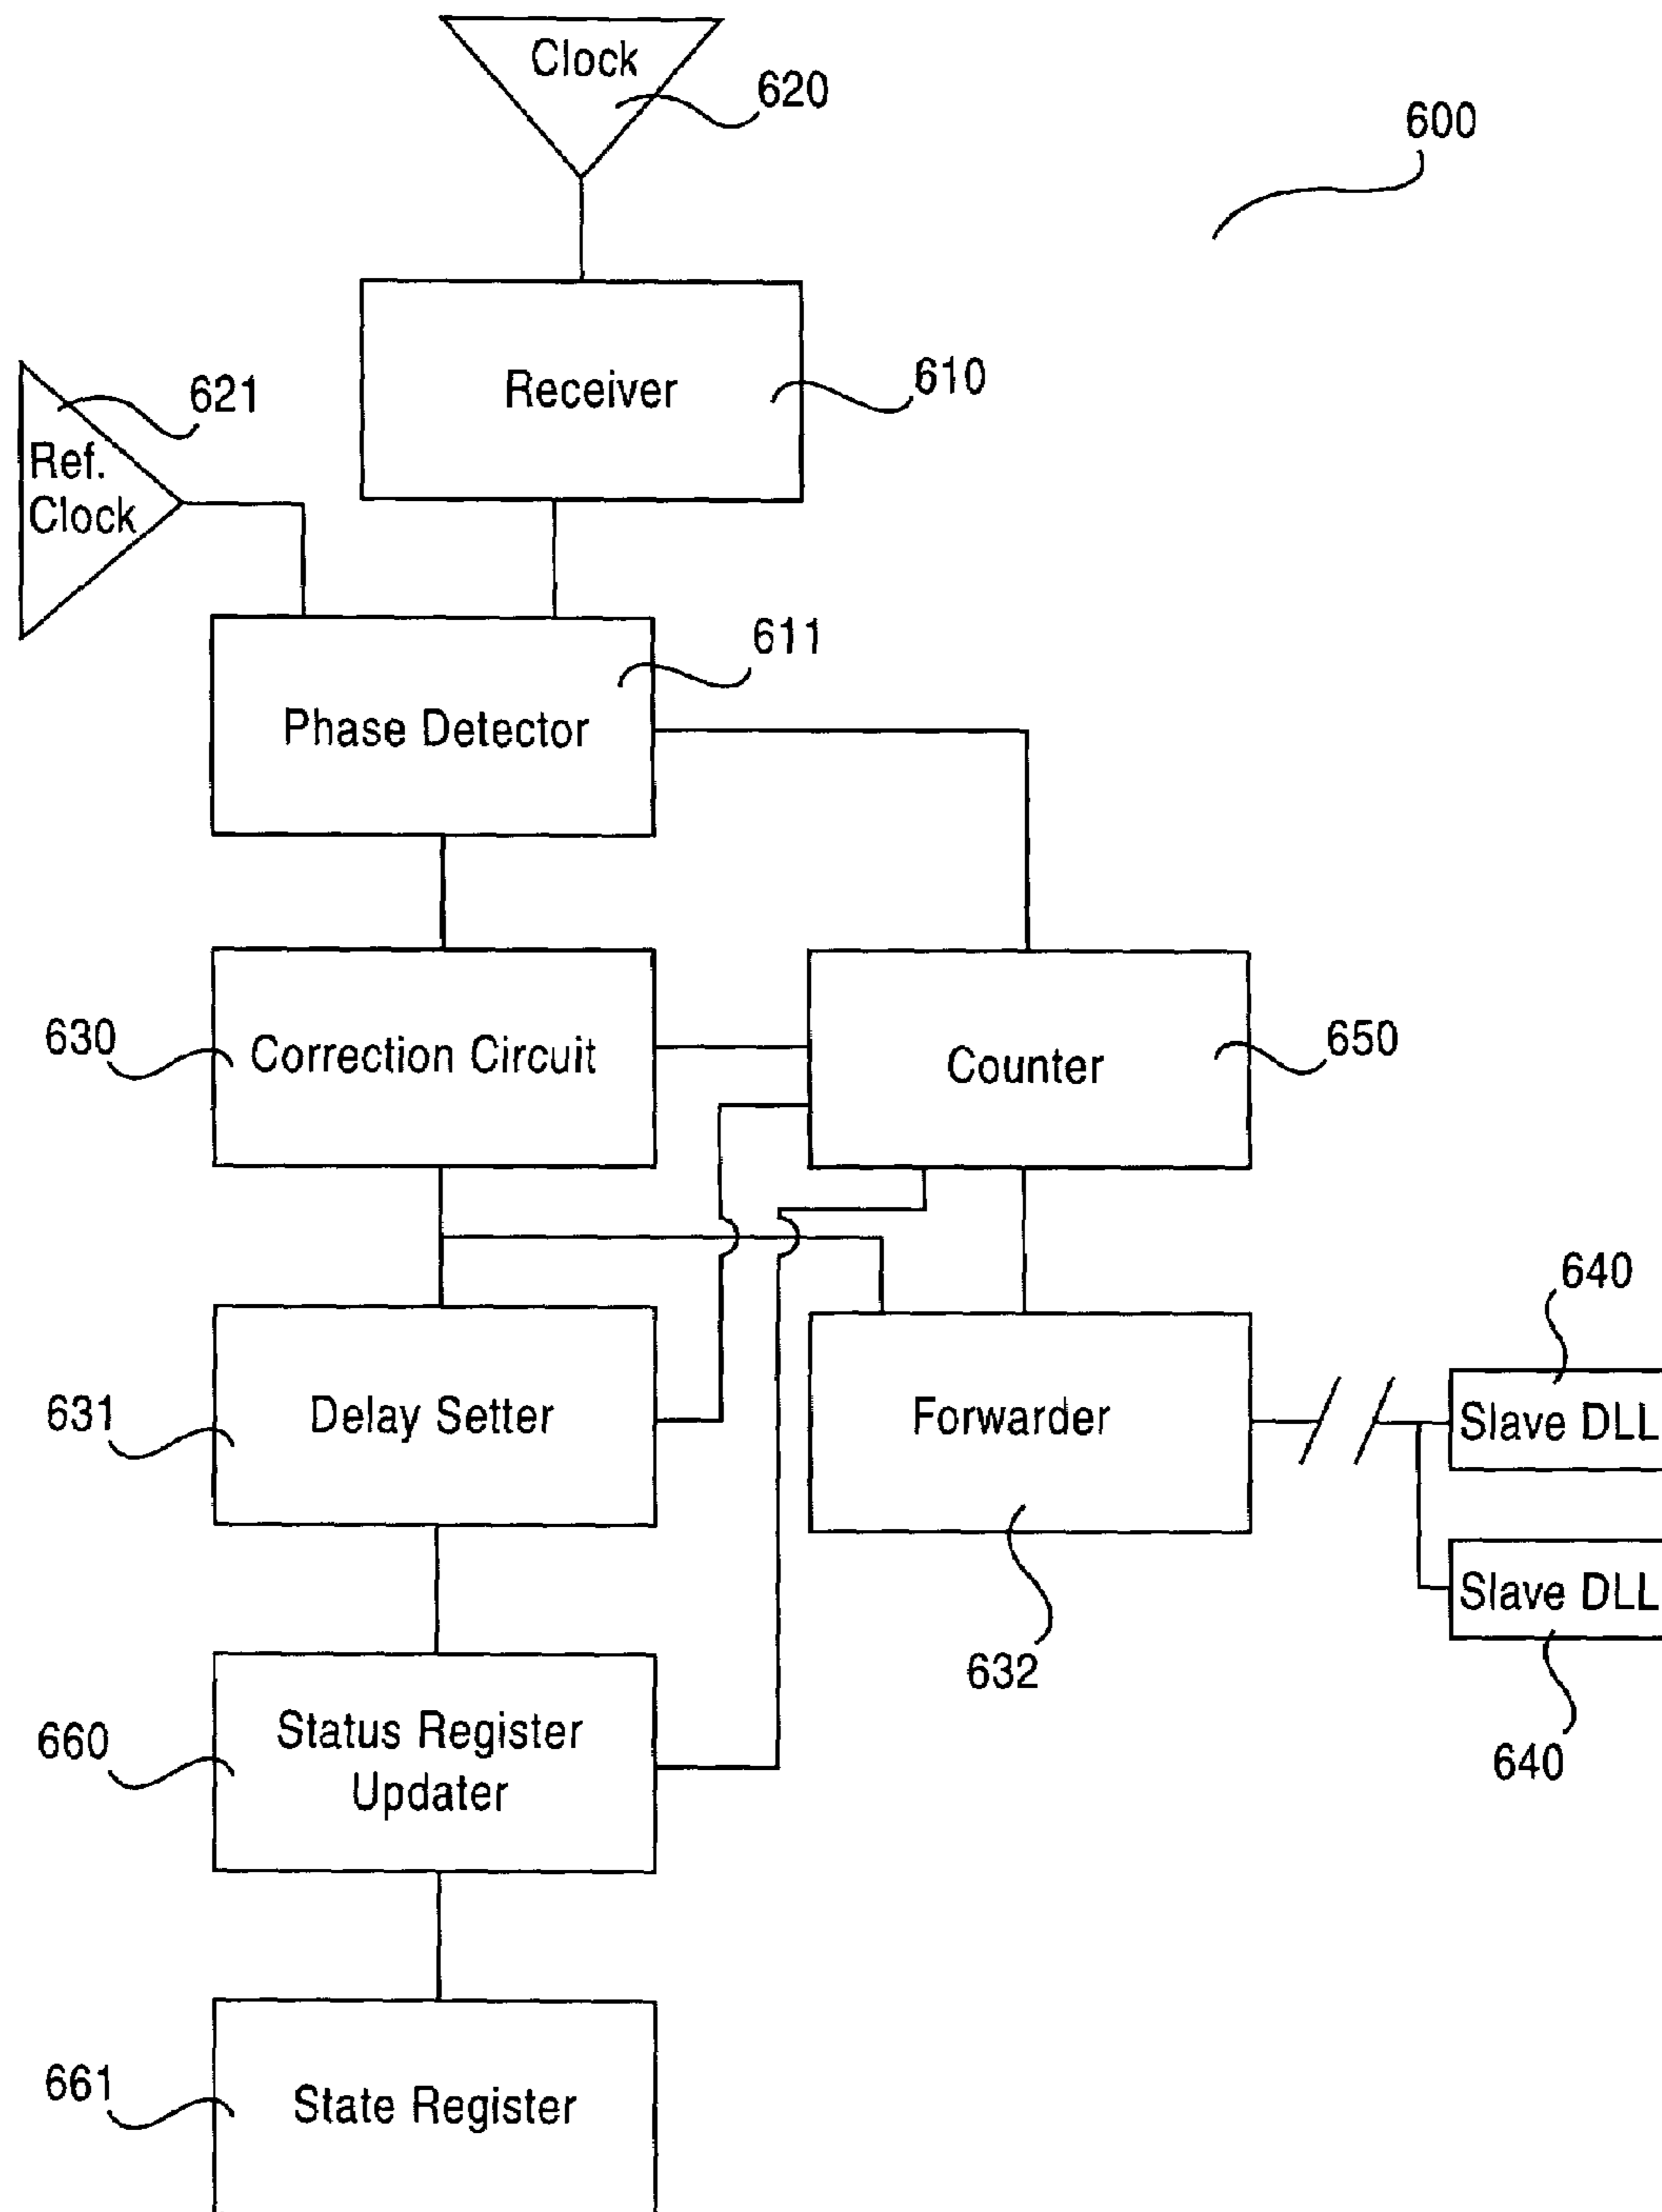 Clock
620
600
Receiver
610
621
Ref.
Clock
611
Phase Detector
630
Correction Circuit
Counter
650
631
Delay Setter
Forwarder
640
Slave DLL
Slave DLL
632
640
660
Status Register
Updater
661
State Register